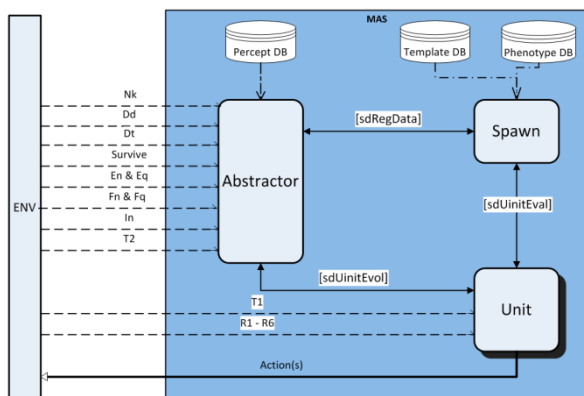 MAS
Percept DB
Template DB
Phenotype DB
Nk
Dd
Dt
Survive
En & Eq
Fn & Fq
In
T2
ENV
Abstractor
[sdRegData]
Spawn
[sdUinitEval]
[sdUinitEvol]
T1
R1 - R6
Unit
Action(s)